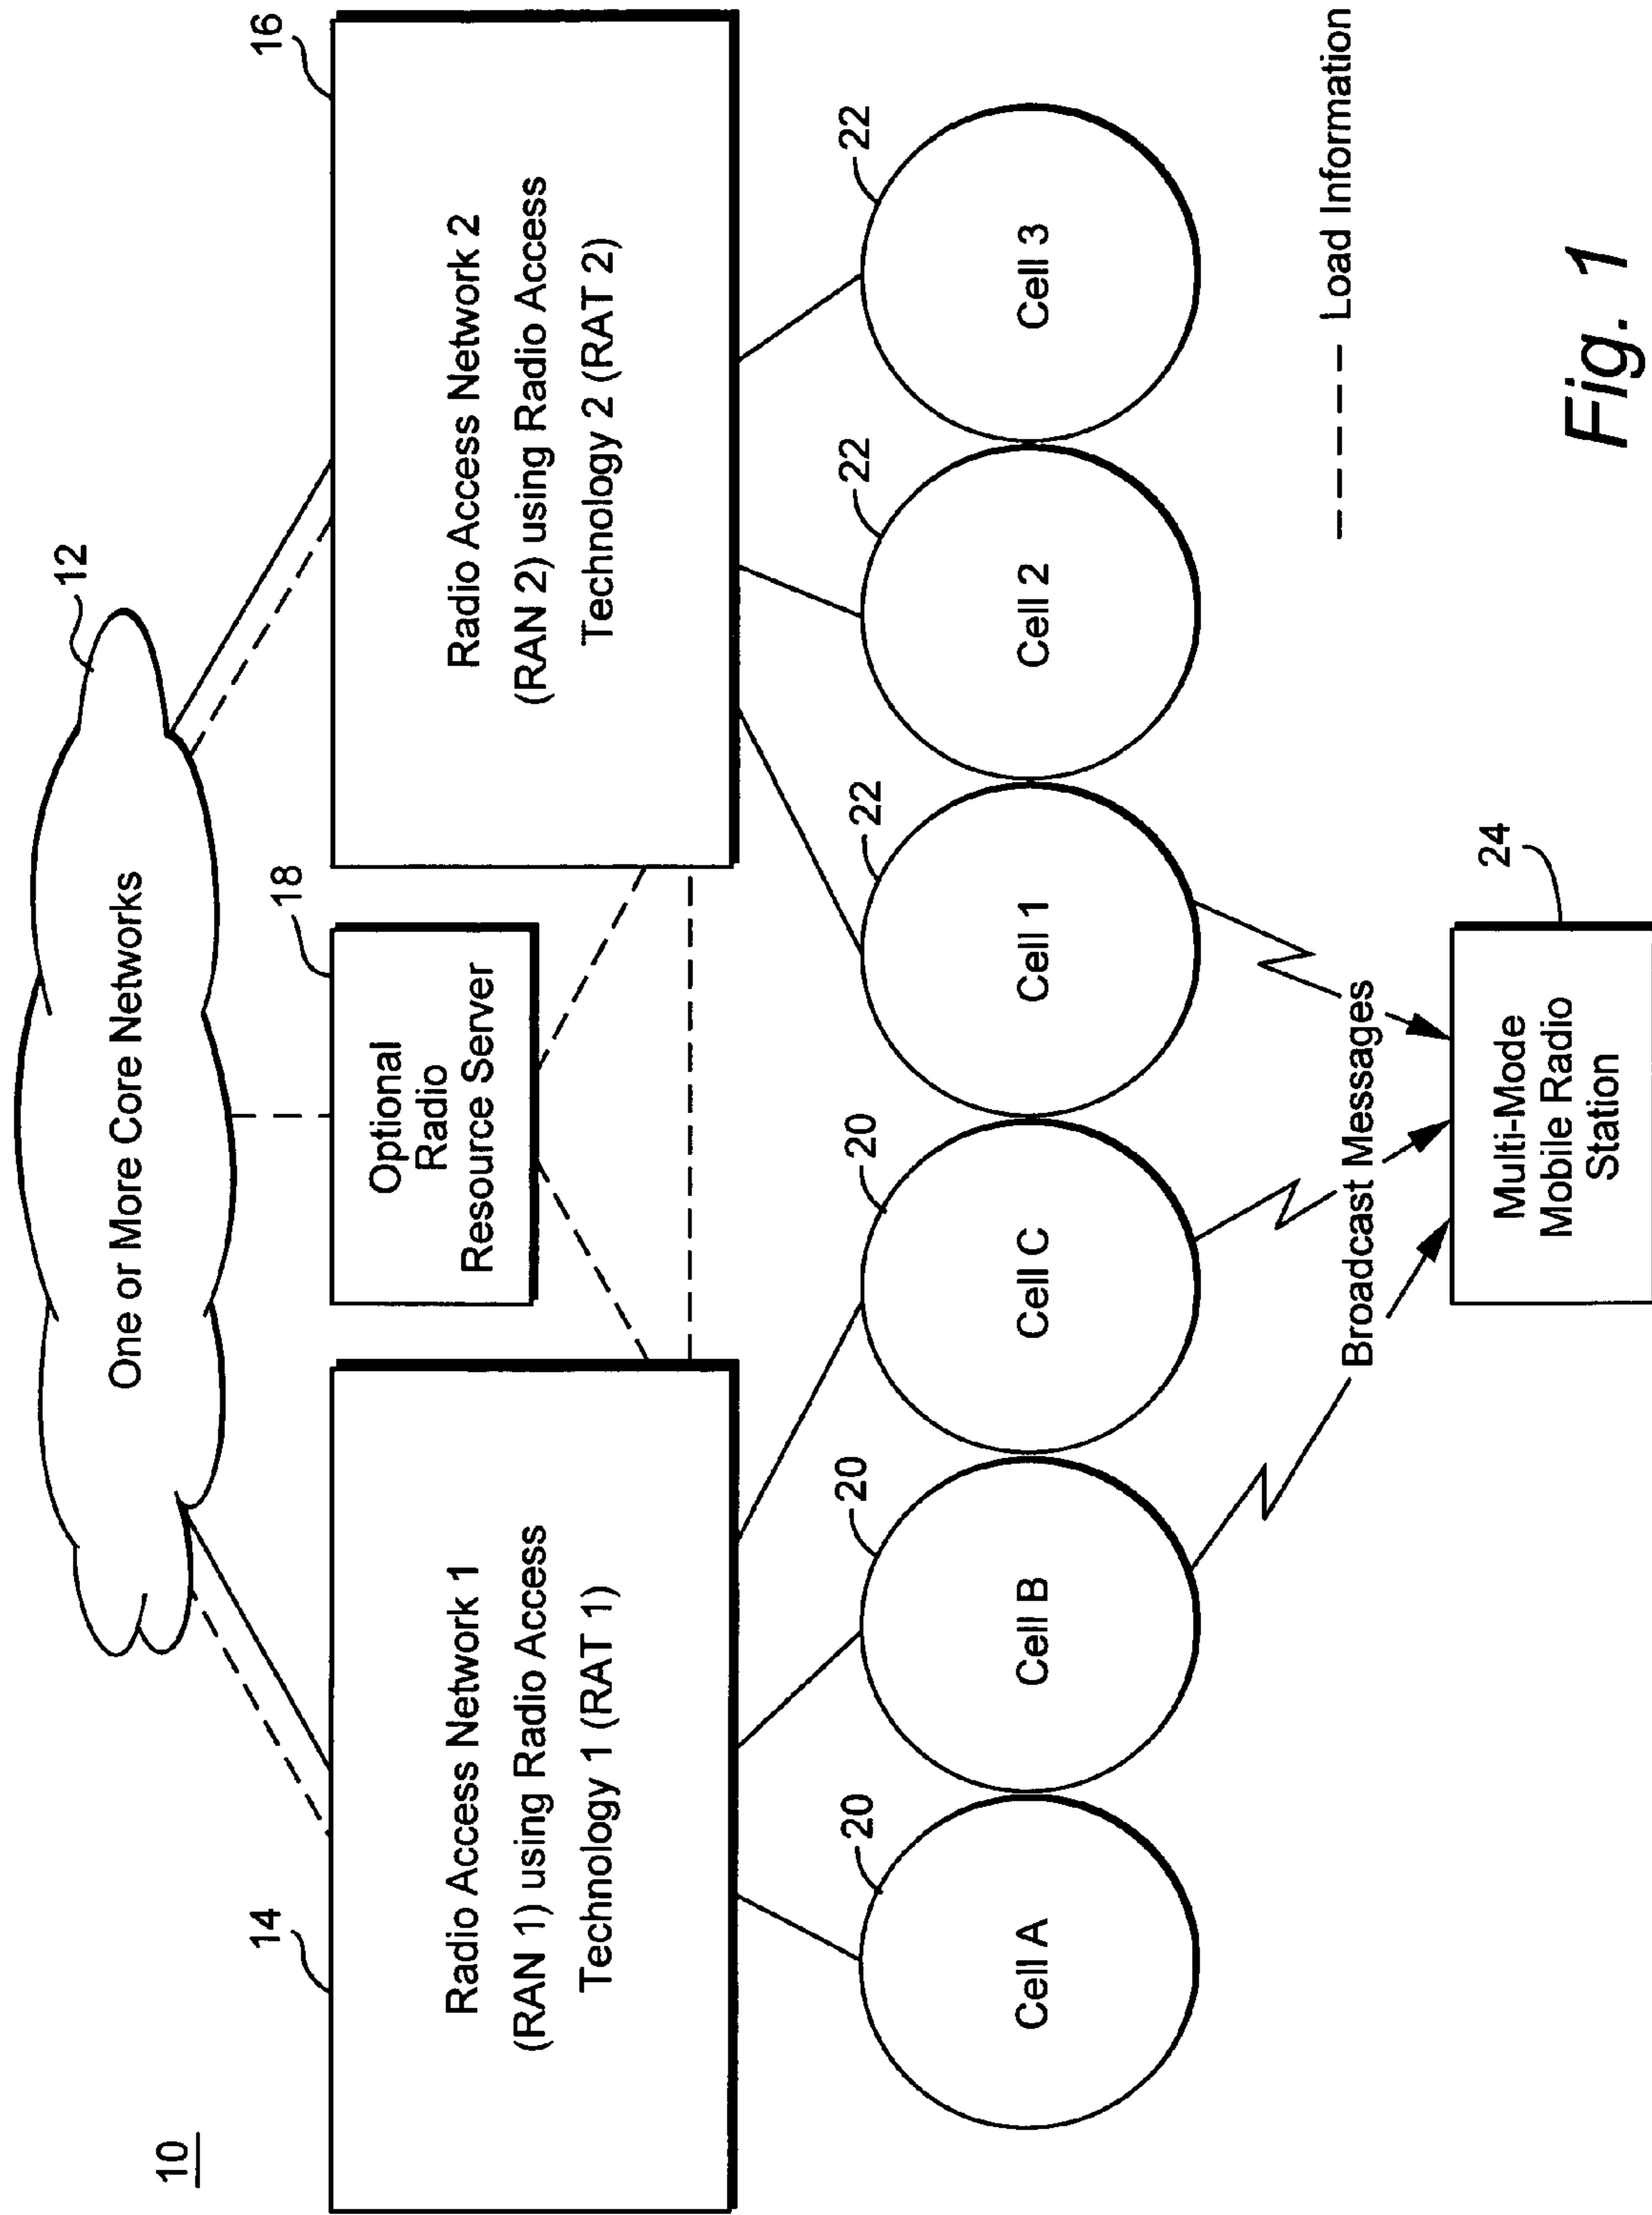 10
12
One or More Core Networks
14
16
18
Radio Access Network 1
(RAN 1) using Radio Access
Technology 1 (RAT 1)
Optional
Radio
Resource Server
Radio Access Network 2
(RAN 2) using Radio Access
Technology 2 (RAT 2)
20
20
20
22
22
22
Cell A
Cell B
Cell C
Cell 1
Cell 2
Cell 3
Broadcast Messages
Load Information
24
Multi-Mode
Mobile Radio
Station
Fig. 1